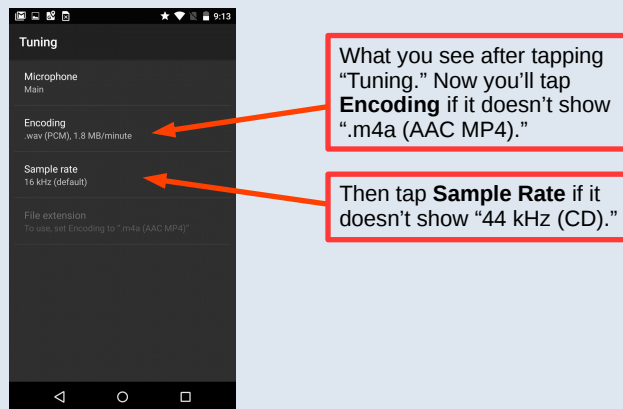 9:13
Tuning
Microphone
Main
Encoding
.wav (PCM), 1.8 MB/minute
Sample rate
16 kHz (default)
File extension
To use, set Encoding to ".m4a (AAC MP4)"
What you see after tapping
“Tuning.” Now you’ll tap
Encoding if it doesn’t show
“.m4a (AAC MP4).”
Then tap Sample Rate if it
doesn’t show “44 kHz (CD).”